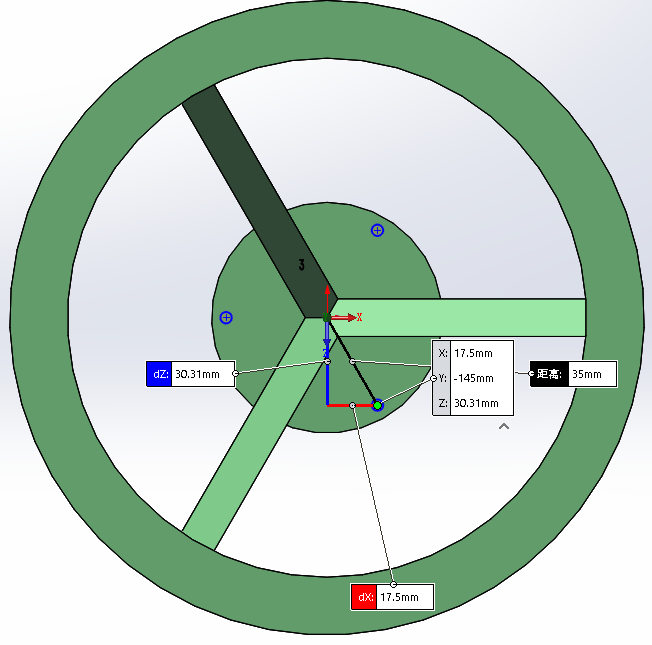 3
X
Z
dZ: 30.31mm
X: 17.5mm
Y: -145mm
Z: 30.31mm
距离: 35mm
dX: 17.5mm